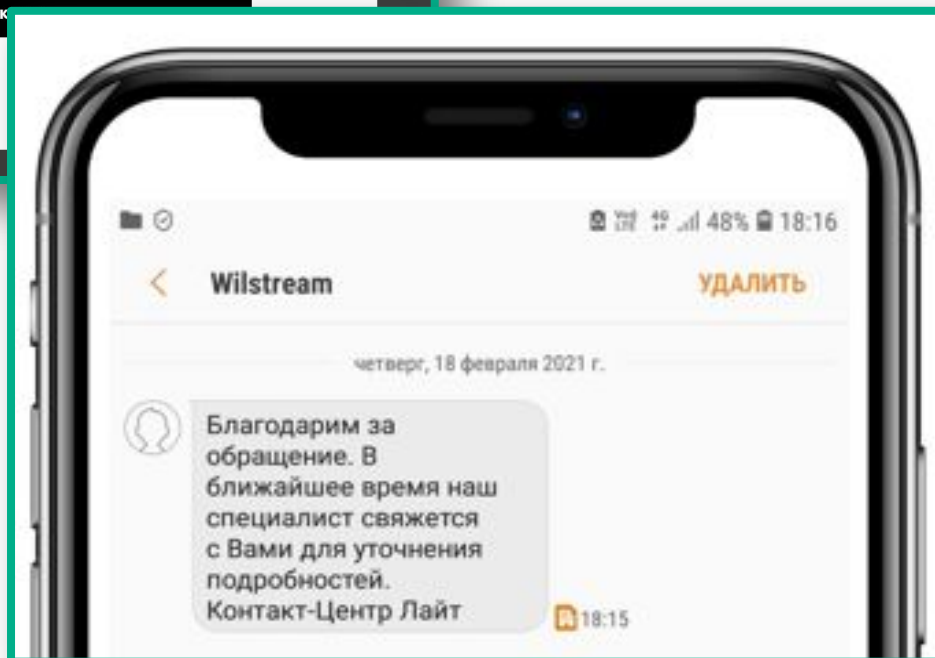 к
48% 18:16
Wilstream
УДАЛИТЬ
четверг, 18 февраля 2021 г.
Благодарим за
обращение. В
ближайшее время наш
специалист свяжется
с Вами для уточнения
подробностей.
Контакт-Центр Лайт
18:15